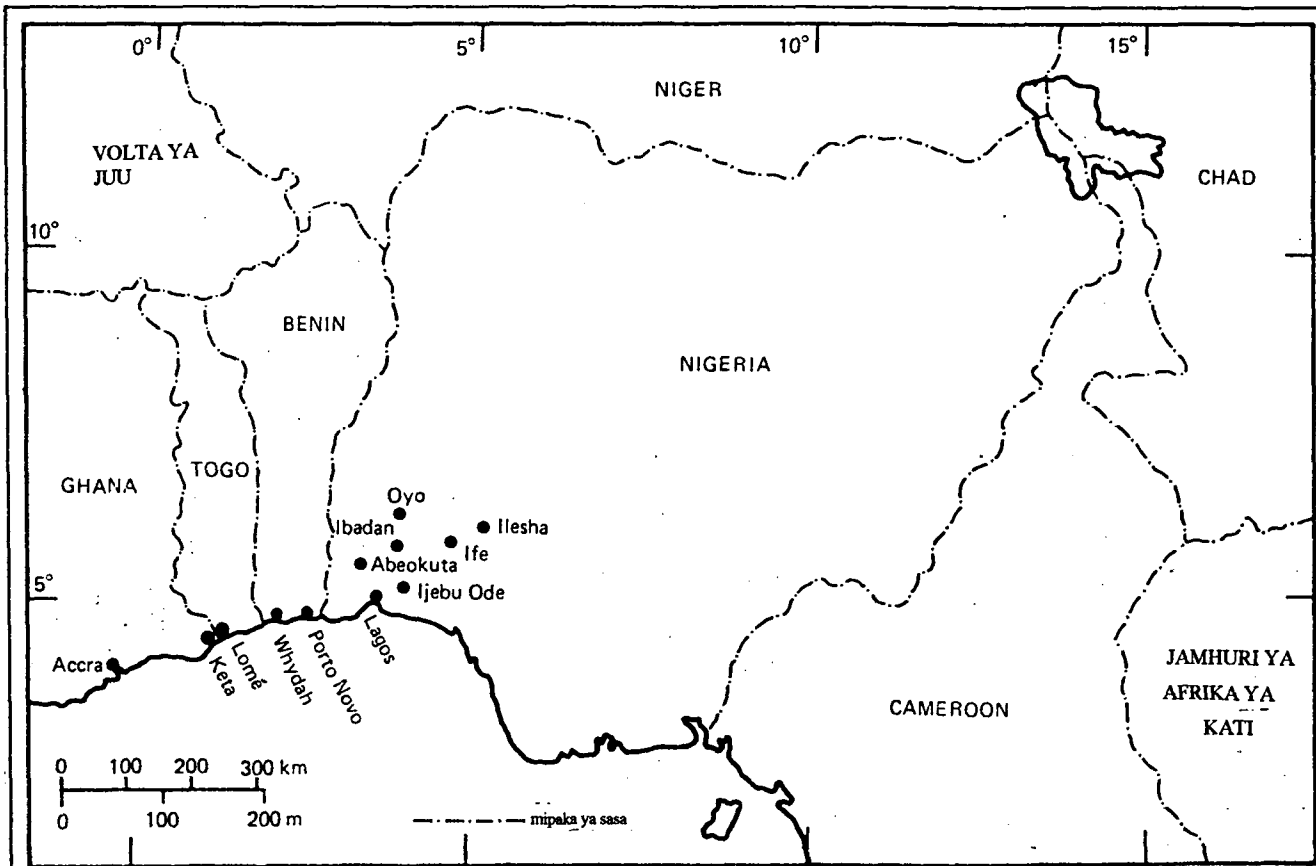 0° 5° 10° 15°
NIGER
VOLTA YA
JUU
CHAD
10°
BENIN
NIGERIA
TOGO
GHANA
Oyo
Ibadan
Ilesha
Ife
Abeokuta
Ijebu Ode
5°
Lagos
Porto Novo
Whydah
Lomé
Keta
Accra
JAMHURI YA
AFRIKA YA
KATI
CAMEROON
0 100 200 300 km
0 100 200 m
mipaka ya sasa